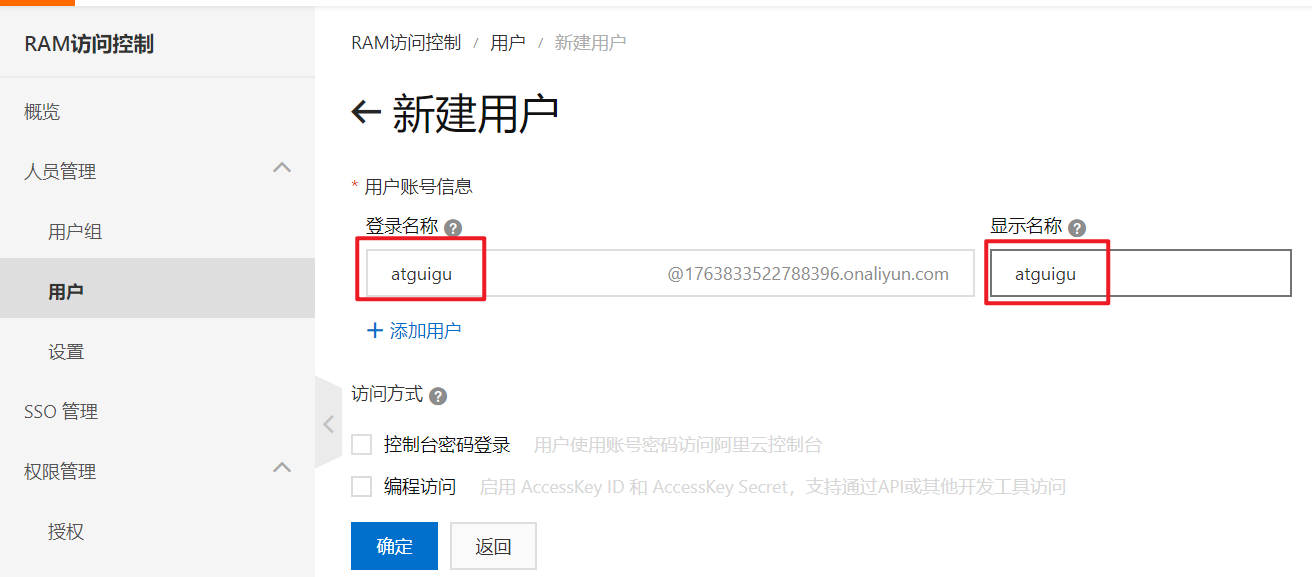 RAM访问控制
概览
人员管理
用户组
用户
设置
SSO 管理
权限管理
授权
RAM访问控制 / 用户 / 新建用户
← 新建用户
* 用户账号信息
登录名称 ? 显示名称 ?
atguigu @1763833522788396.onaliyun.com atguigu
+ 添加用户
访问方式 ?
控制台密码登录 用户使用账号密码访问阿里云控制台
编程访问 启用 AccessKey ID 和 AccessKey Secret，支持通过API或其他开发工具访问
确定 返回